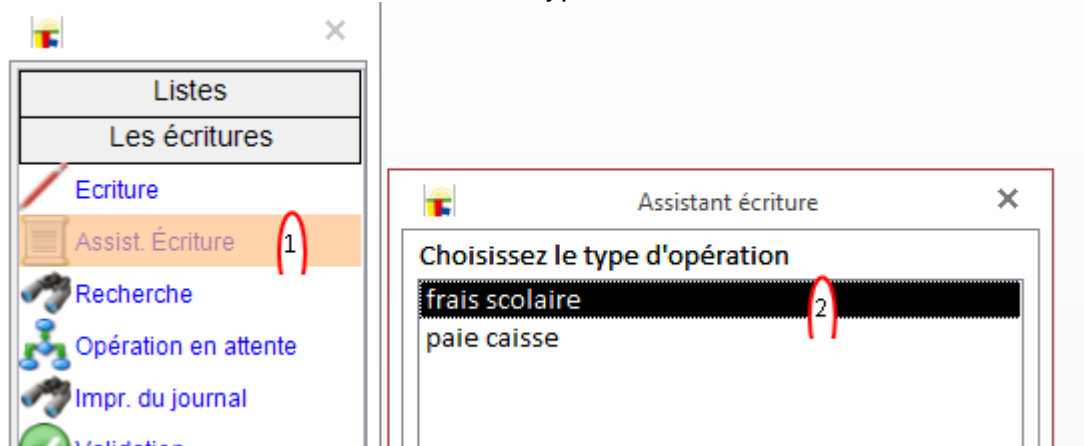 Listes
Les écritures
Ecriture
Assist. Écriture
1
Recherche
Opération en attente
Impr. du journal
Validation
Assistant écriture
Choisissez le type d'opération
frais scolaire
2
paie caisse